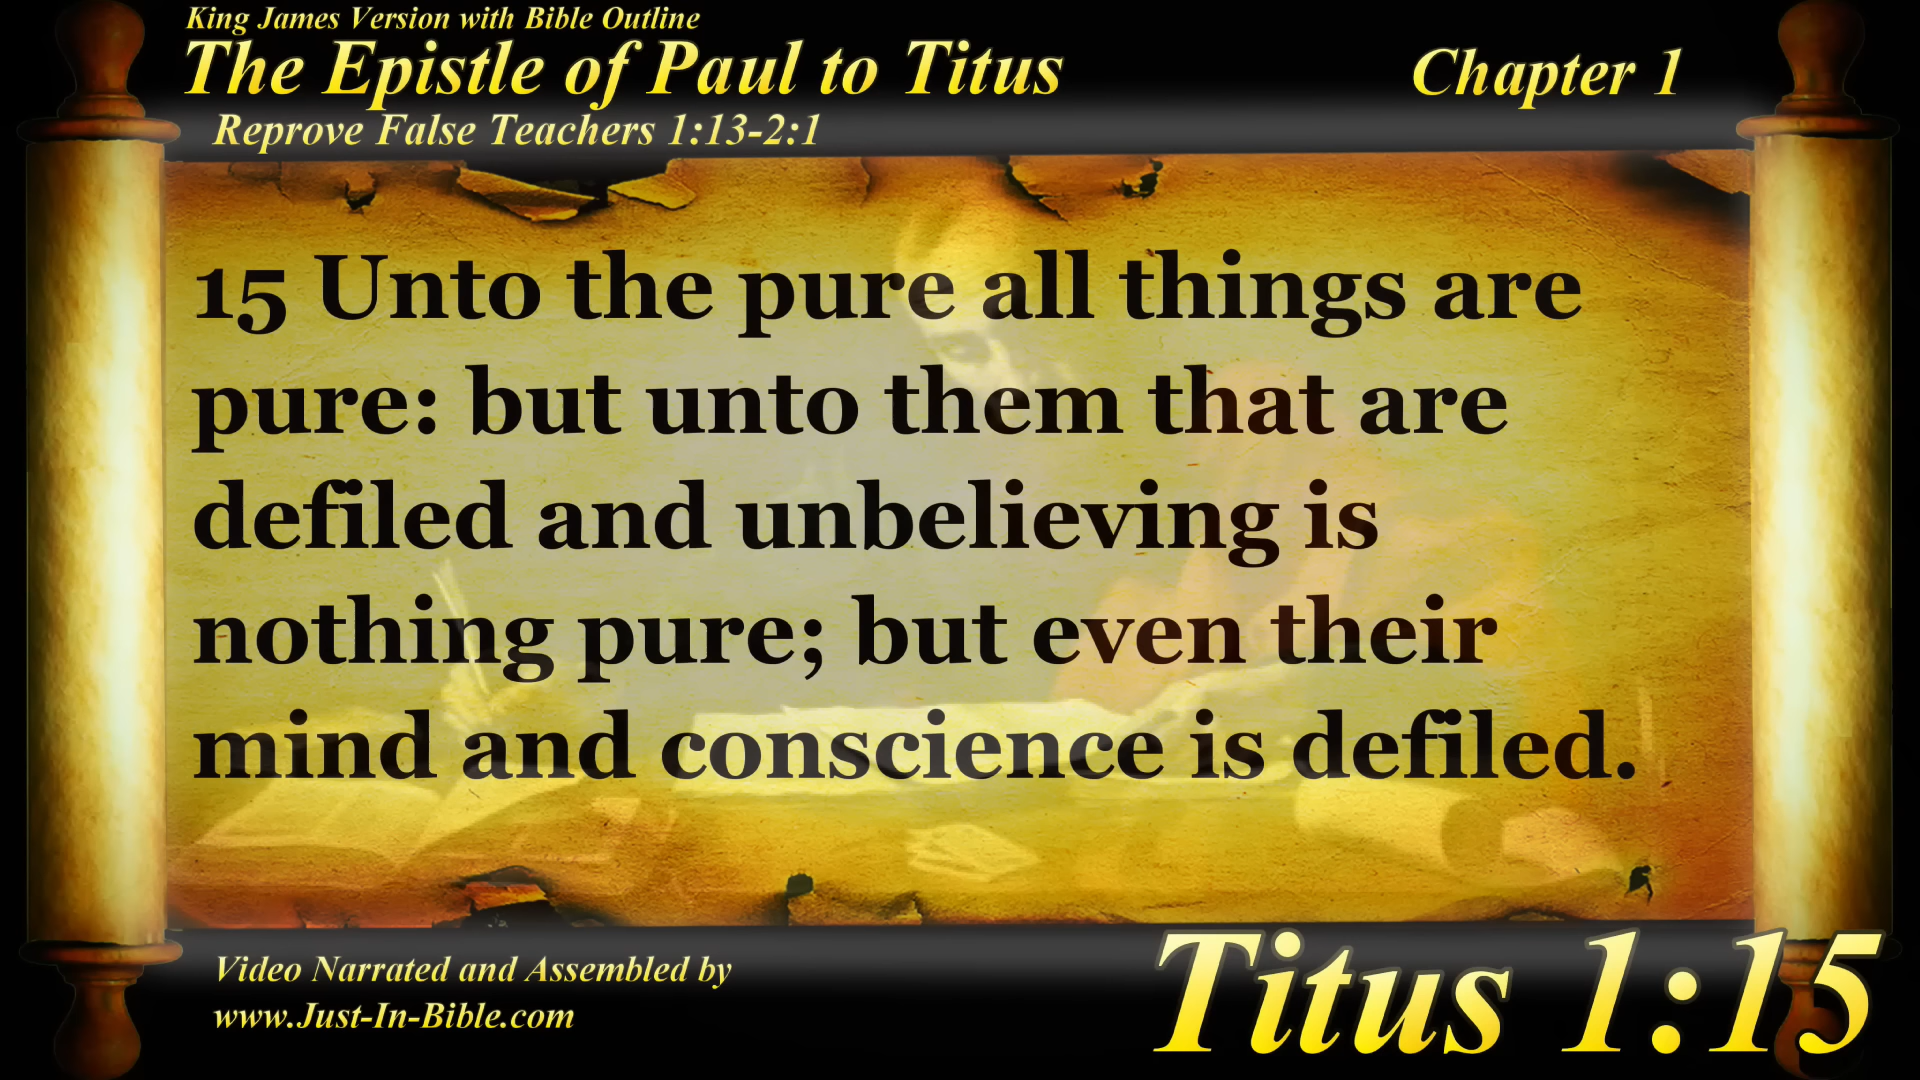 King James Version with Bible Outline
The Epistle of Paul to Titus
Chapter 1
Reprove False Teachers 1:13-2:1
15 Unto the pure all things are
pure: but unto them that are
defiled and unbelieving is
nothing pure; but even their
mind and conscience is defiled.
Video Narrated and Assembled by
www.Just-In-Bible.com
Titus 1:15